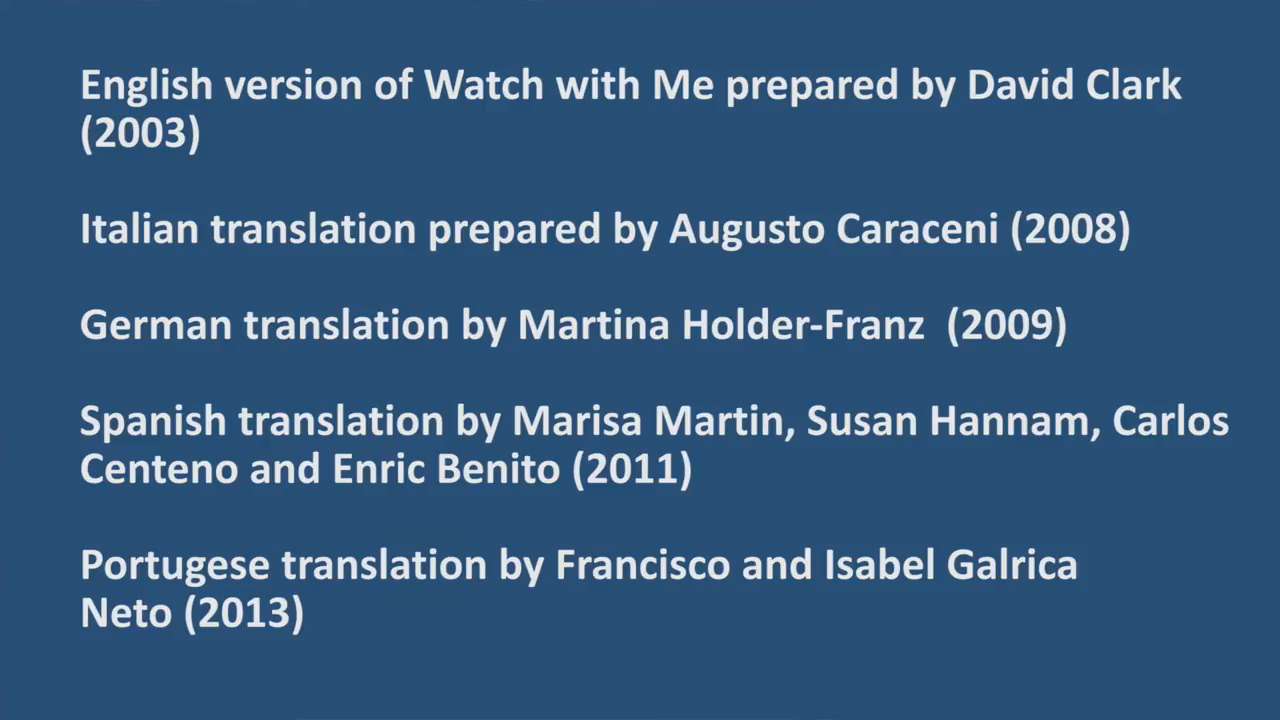 English version of Watch with Me prepared by David Clark
(2003)
Italian translation prepared by Augusto Caraceni (2008)
German translation by Martina Holder-Franz  (2009)
Spanish translation by Marisa Martin, Susan Hannam, Carlos
Centeno and Enric Benito (2011)
Portugese translation by Francisco and Isabel Galrica
Neto (2013)